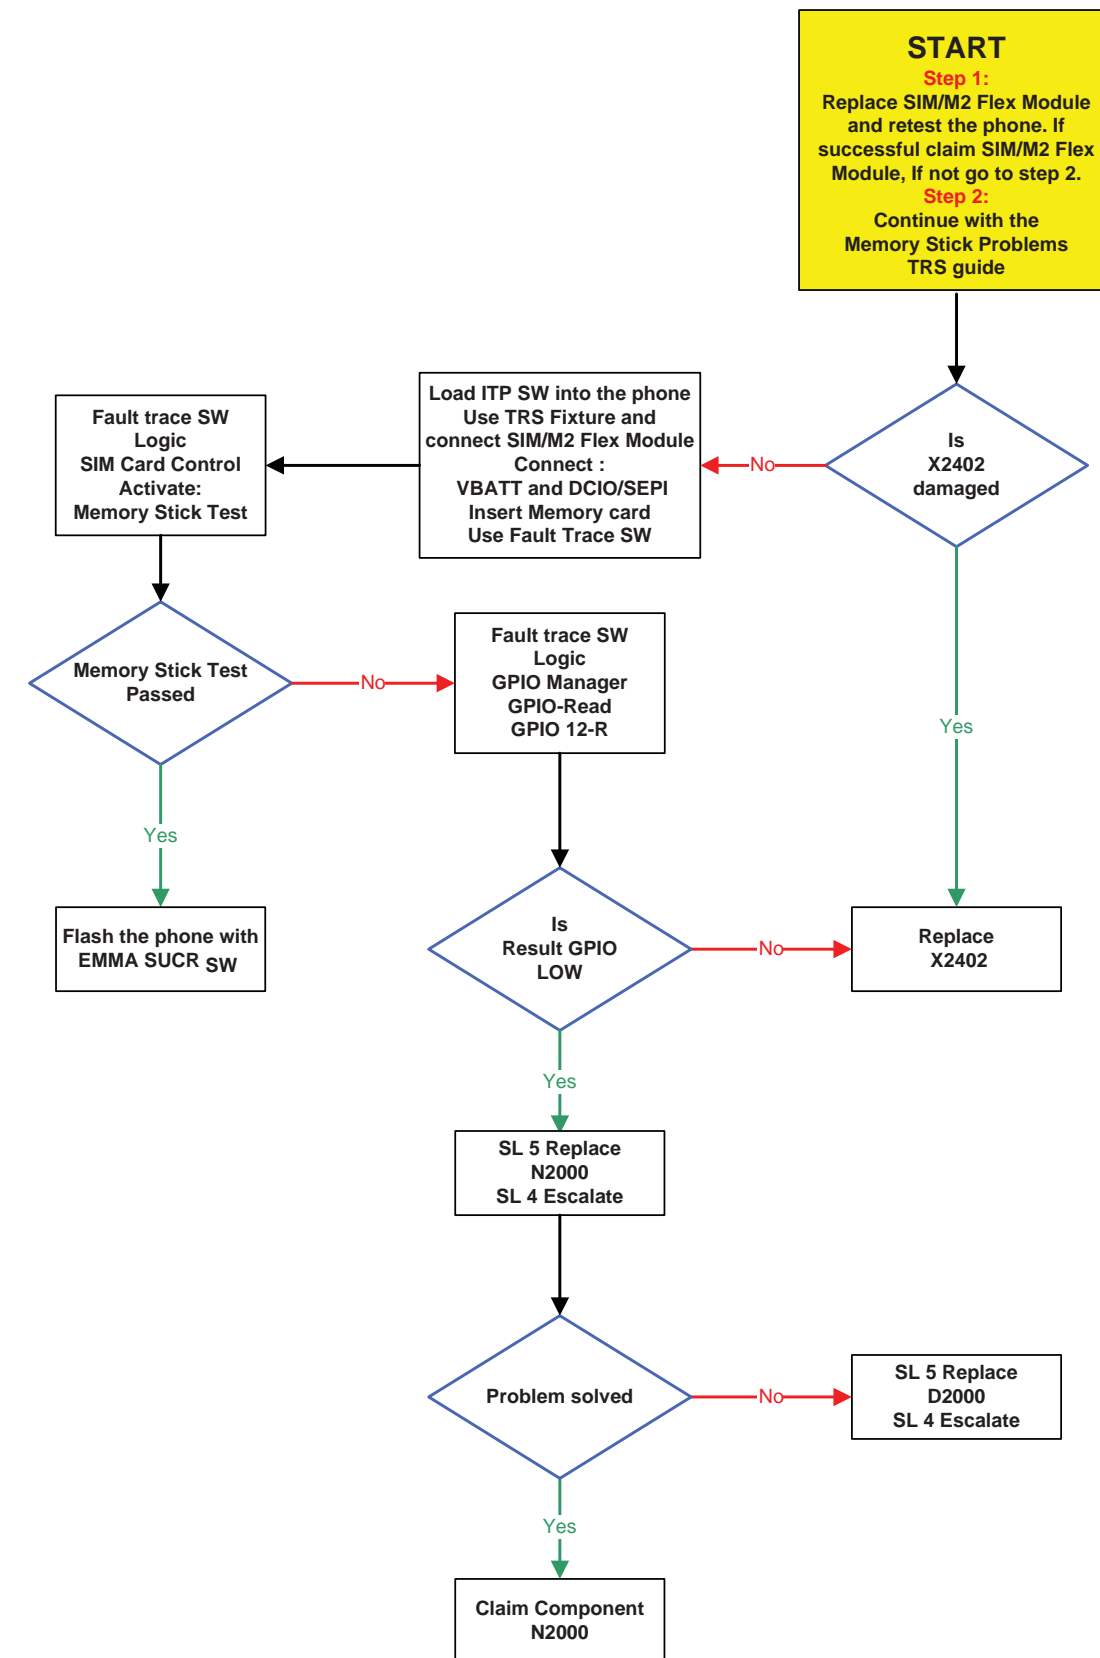 START
Step 1:
Replace SIM/M2 Flex Module
and retest the phone. If
successful claim SIM/M2 Flex
Module, If not go to step 2.
Step 2:
Continue with the
Memory Stick Problems
TRS guide
Is
X2402
damaged
No
Yes
Load ITP SW into the phone
Use TRS Fixture and
connect SIM/M2 Flex Module
Connect :
VBATT and DCIO/SEPI
Insert Memory card
Use Fault Trace SW
Fault trace SW
Logic
SIM Card Control
Activate:
Memory Stick Test
Memory Stick Test
Passed
No
Yes
Fault trace SW
Logic
GPIO Manager
GPIO-Read
GPIO 12-R
Flash the phone with
EMMA SUCR SW
Is
Result GPIO
LOW
No
Replace
X2402
Yes
SL 5 Replace
N2000
SL 4 Escalate
Problem solved
No
SL 5 Replace
D2000
SL 4 Escalate
Yes
Claim Component
N2000